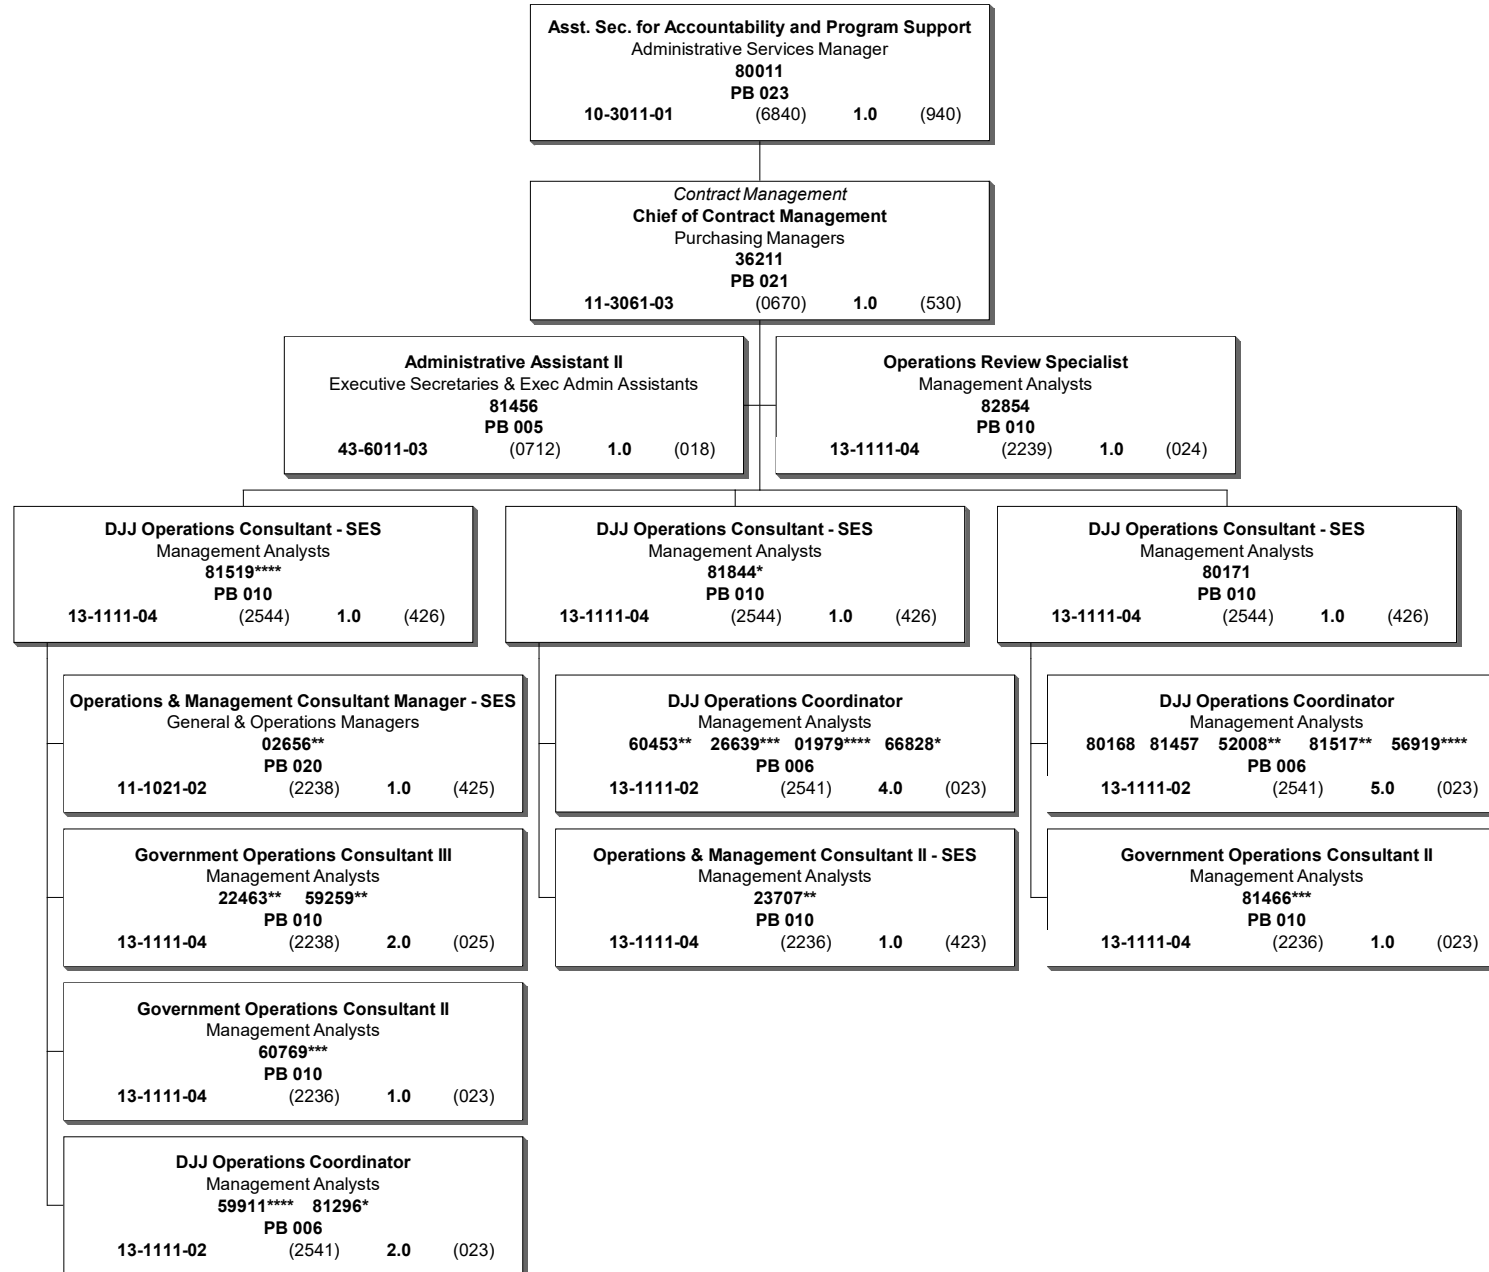 Asst. Sec. for Accountability and Program Support
Administrative Services Manager
80011
PB 023
10-3011-01 (6840) 1.0 (940)
Contract Management
Chief of Contract Management
Purchasing Managers
36211
PB 021
11-3061-03 (0670) 1.0 (530)
Administrative Assistant II
Executive Secretaries & Exec Admin Assistants
81456
PB 005
43-6011-03 (0712) 1.0 (018)
Operations Review Specialist
Management Analysts
82854
PB 010
13-1111-04 (2239) 1.0 (024)
DJJ Operations Consultant - SES
Management Analysts
81519****
PB 010
13-1111-04 (2544) 1.0 (426)
DJJ Operations Consultant - SES
Management Analysts
81844*
PB 010
13-1111-04 (2544) 1.0 (426)
DJJ Operations Consultant - SES
Management Analysts
80171
PB 010
13-1111-04 (2544) 1.0 (426)
Operations & Management Consultant Manager - SES
General & Operations Managers
02656**
PB 020
11-1021-02 (2238) 1.0 (425)
Government Operations Consultant III
Management Analysts
22463** 59259**
PB 010
13-1111-04 (2238) 2.0 (025)
Government Operations Consultant II
Management Analysts
60769***
PB 010
13-1111-04 (2236) 1.0 (023)
DJJ Operations Coordinator
Management Analysts
59911**** 81296*
PB 006
13-1111-02 (2541) 2.0 (023)
DJJ Operations Coordinator
Management Analysts
60453** 26639*** 01979**** 66828*
PB 006
13-1111-02 (2541) 4.0 (023)
Operations & Management Consultant II - SES
Management Analysts
23707**
PB 010
13-1111-04 (2236) 1.0 (423)
DJJ Operations Coordinator
Management Analysts
80168 81457 52008** 81517** 56919****
PB 006
13-1111-02 (2541) 5.0 (023)
Government Operations Consultant II
Management Analysts
81466***
PB 010
13-1111-04 (2236) 1.0 (023)